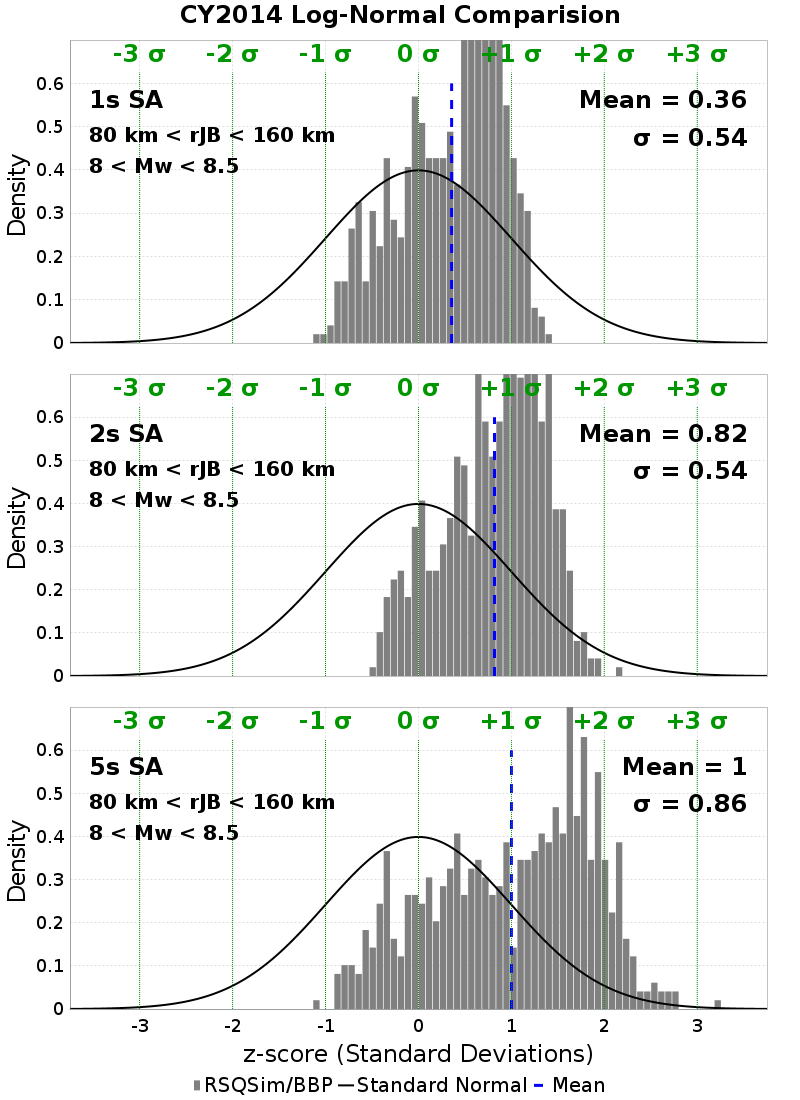 CY2014 Log-Normal Comparision
-3 σ -2 σ -1 σ 0 σ +1 σ +2 σ +3 σ
0.6
1s SA Mean = 0.36
0.5
80 km < rJB < 160 km σ = 0.54
8 < Mw < 8.5
0.4
0.3
0.2
0.1
0
Density
-3 σ -2 σ -1 σ 0 σ +1 σ +2 σ +3 σ
0.6
2s SA Mean = 0.82
0.5
80 km < rJB < 160 km σ = 0.54
8 < Mw < 8.5
0.4
0.3
0.2
0.1
0
Density
-3 σ -2 σ -1 σ 0 σ +1 σ +2 σ +3 σ
0.6
5s SA Mean = 1
0.5
80 km < rJB < 160 km σ = 0.86
8 < Mw < 8.5
0.4
0.3
0.2
0.1
0
Density
-3 -2 -1 0 1 2 3
z-score (Standard Deviations)
RSQSim/BBP Standard Normal Mean